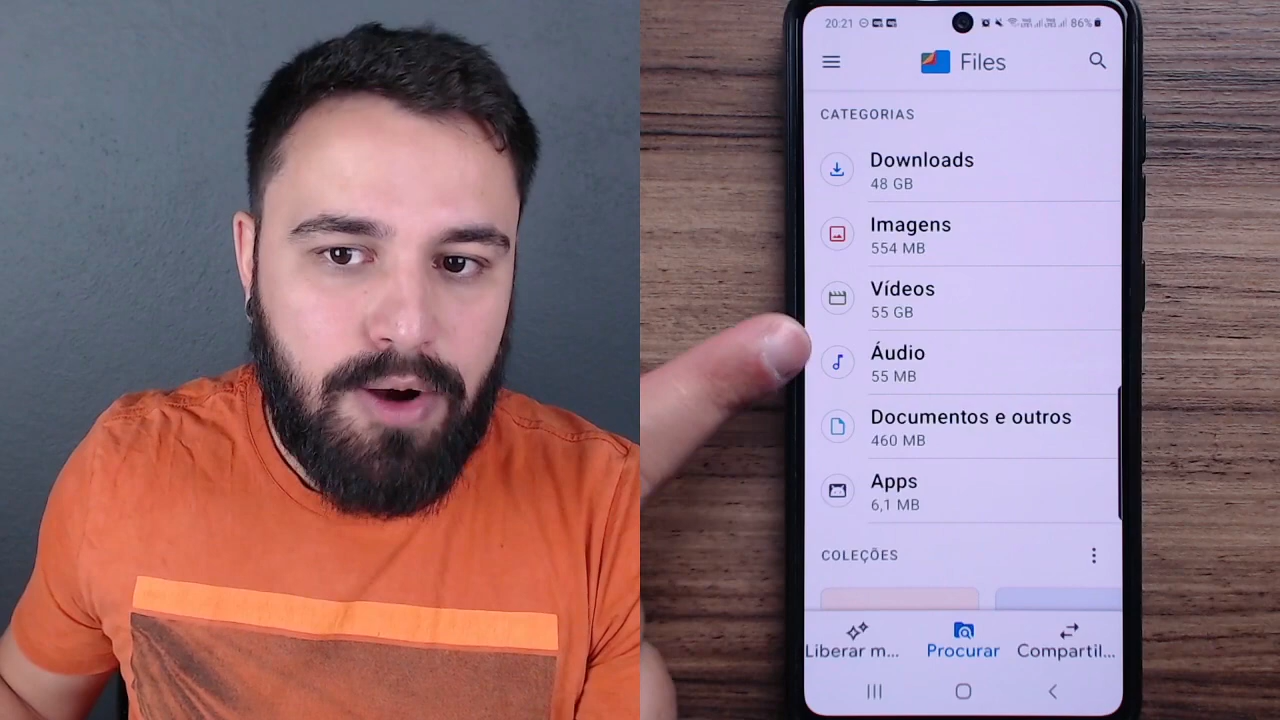 20:21
86%
Files
CATEGORIAS
Downloads
48 GB
Imagens
554 MB
Vídeos
55 GB
Áudio
55 MB
Documentos e outros
460 MB
Apps
6,1 MB
COLEÇÕES
Liberar m...
Procurar
Compartil...